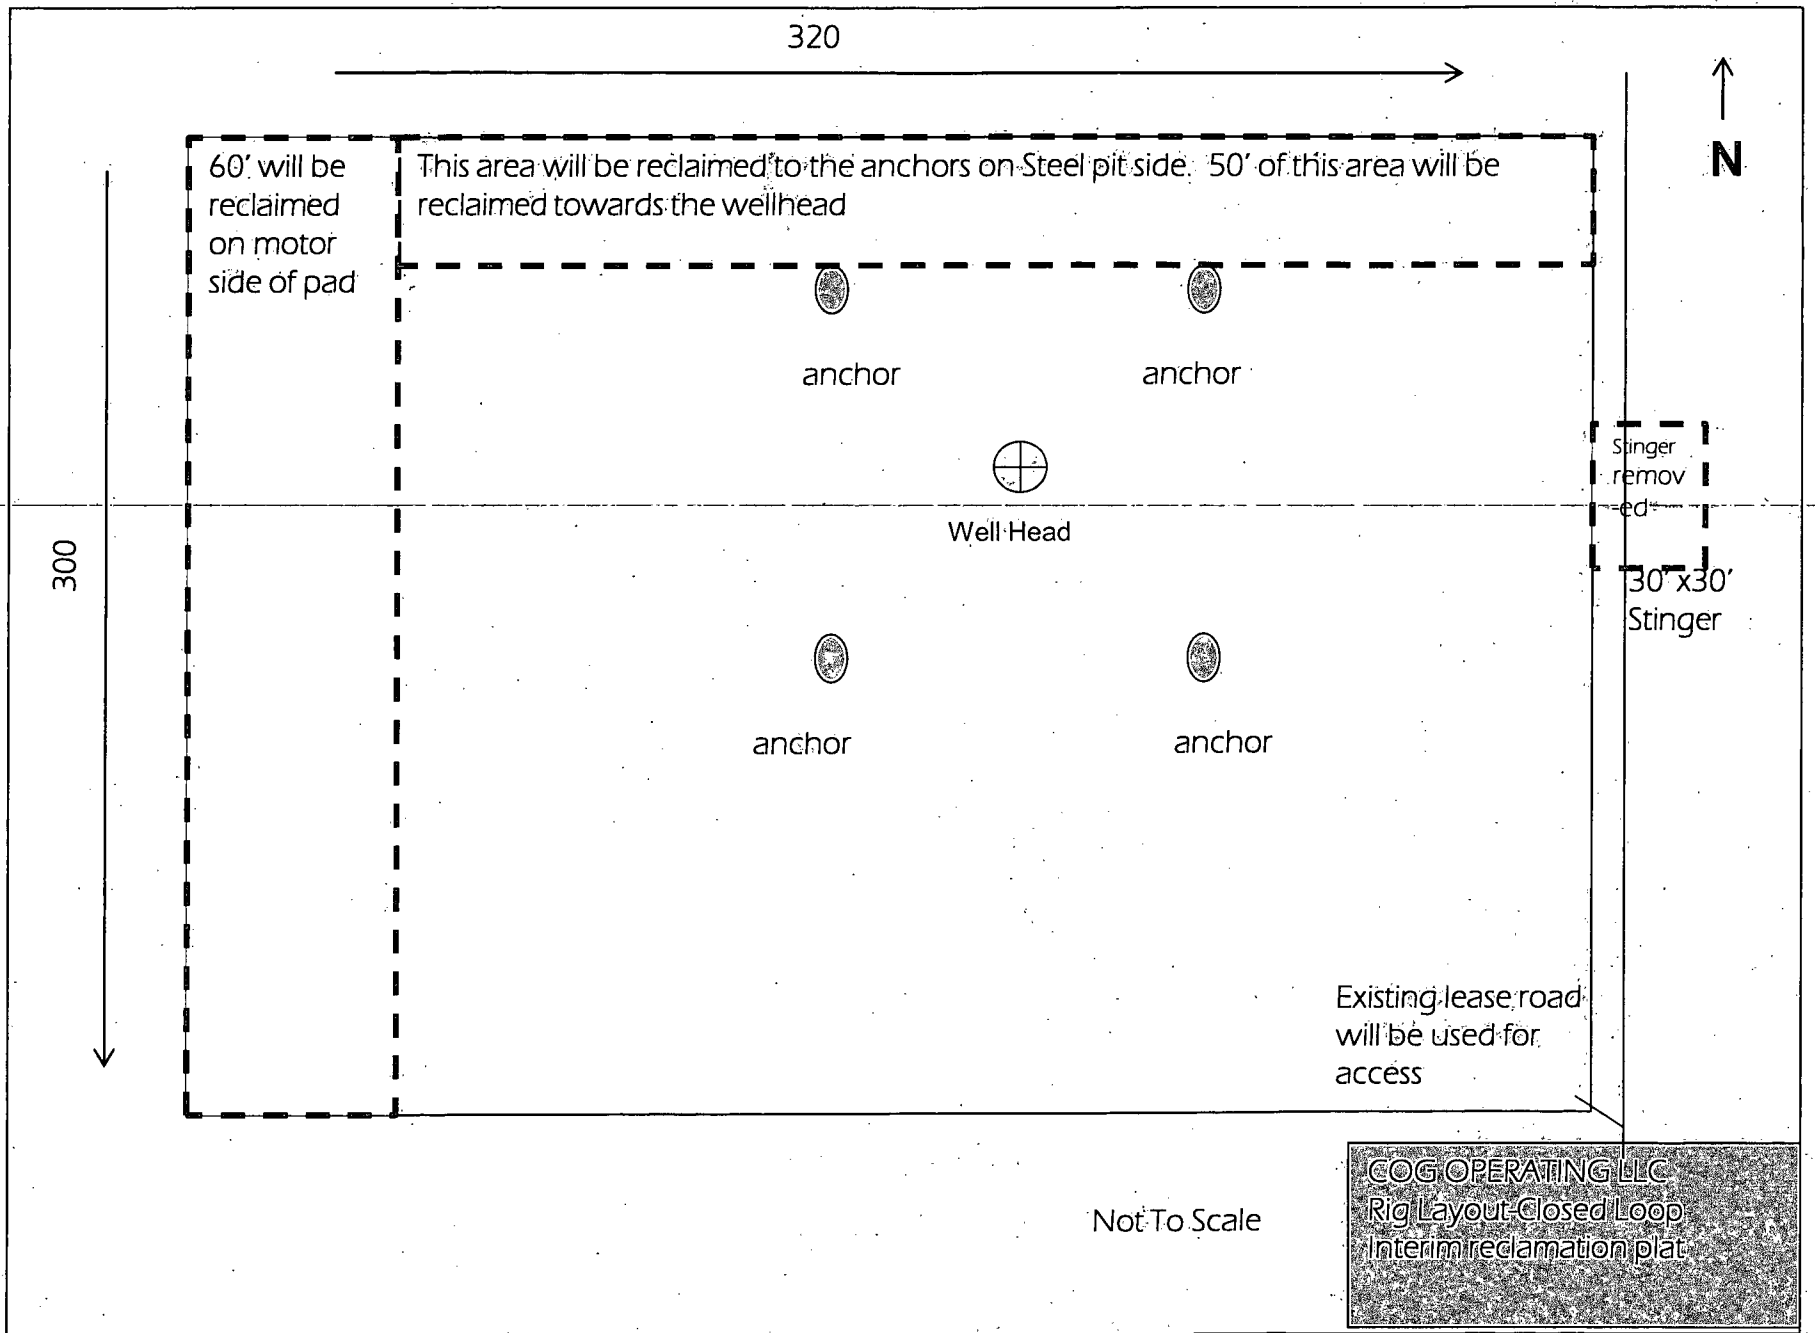 320
N
60' will be
reclaimed
on motor
side of pad
This area will be reclaimed to the anchors on Steel pit side. 50' of this area will be
reclaimed towards the wellhead
anchor
anchor
Stinger
remov
-ed
Well Head
300
30' x30'
Stinger
anchor
anchor
Existing lease road
will be used for
access
Not To Scale
COG OPERATING LLC
Rig Layout Closed Loop
Interim reclamation plat